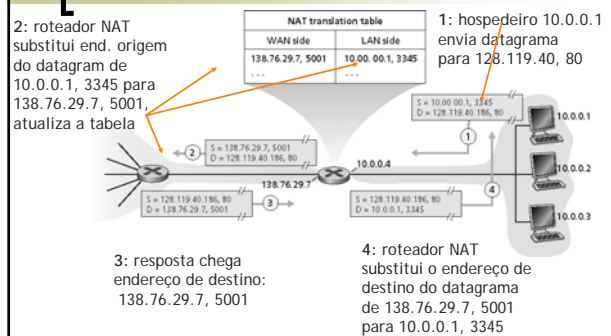 2: roteador NAT
substitui end. origem
do datagram de
10.0.0.1, 3345 para
138.76.29.7, 5001,
atualiza a tabela
NAT translation table
WAN side LAN side
138.76.29.7, 5001 10.00.00.1, 3345
... ...
1: hospedeiro 10.0.0.1
envia datagrama
para 128.119.40, 80
S = 10.00.00.1, 3345
D = 128.119.40.186, 80
1
10.0.0.1
S = 138.76.29.7, 5001
D = 128.119.40.186, 80
2
10.0.0.4
10.0.0.2
138.76.29.7
4
S = 128.119.40.186, 80
D = 138.76.29.7, 5001
3
S = 128.119.40.186, 80
D = 10.0.0.1, 3345
10.0.0.3
3: resposta chega
endereço de destino:
138.76.29.7, 5001
4: roteador NAT
substitui o endereço de
destino do datagrama
de 138.76.29.7, 5001
para 10.0.0.1, 3345